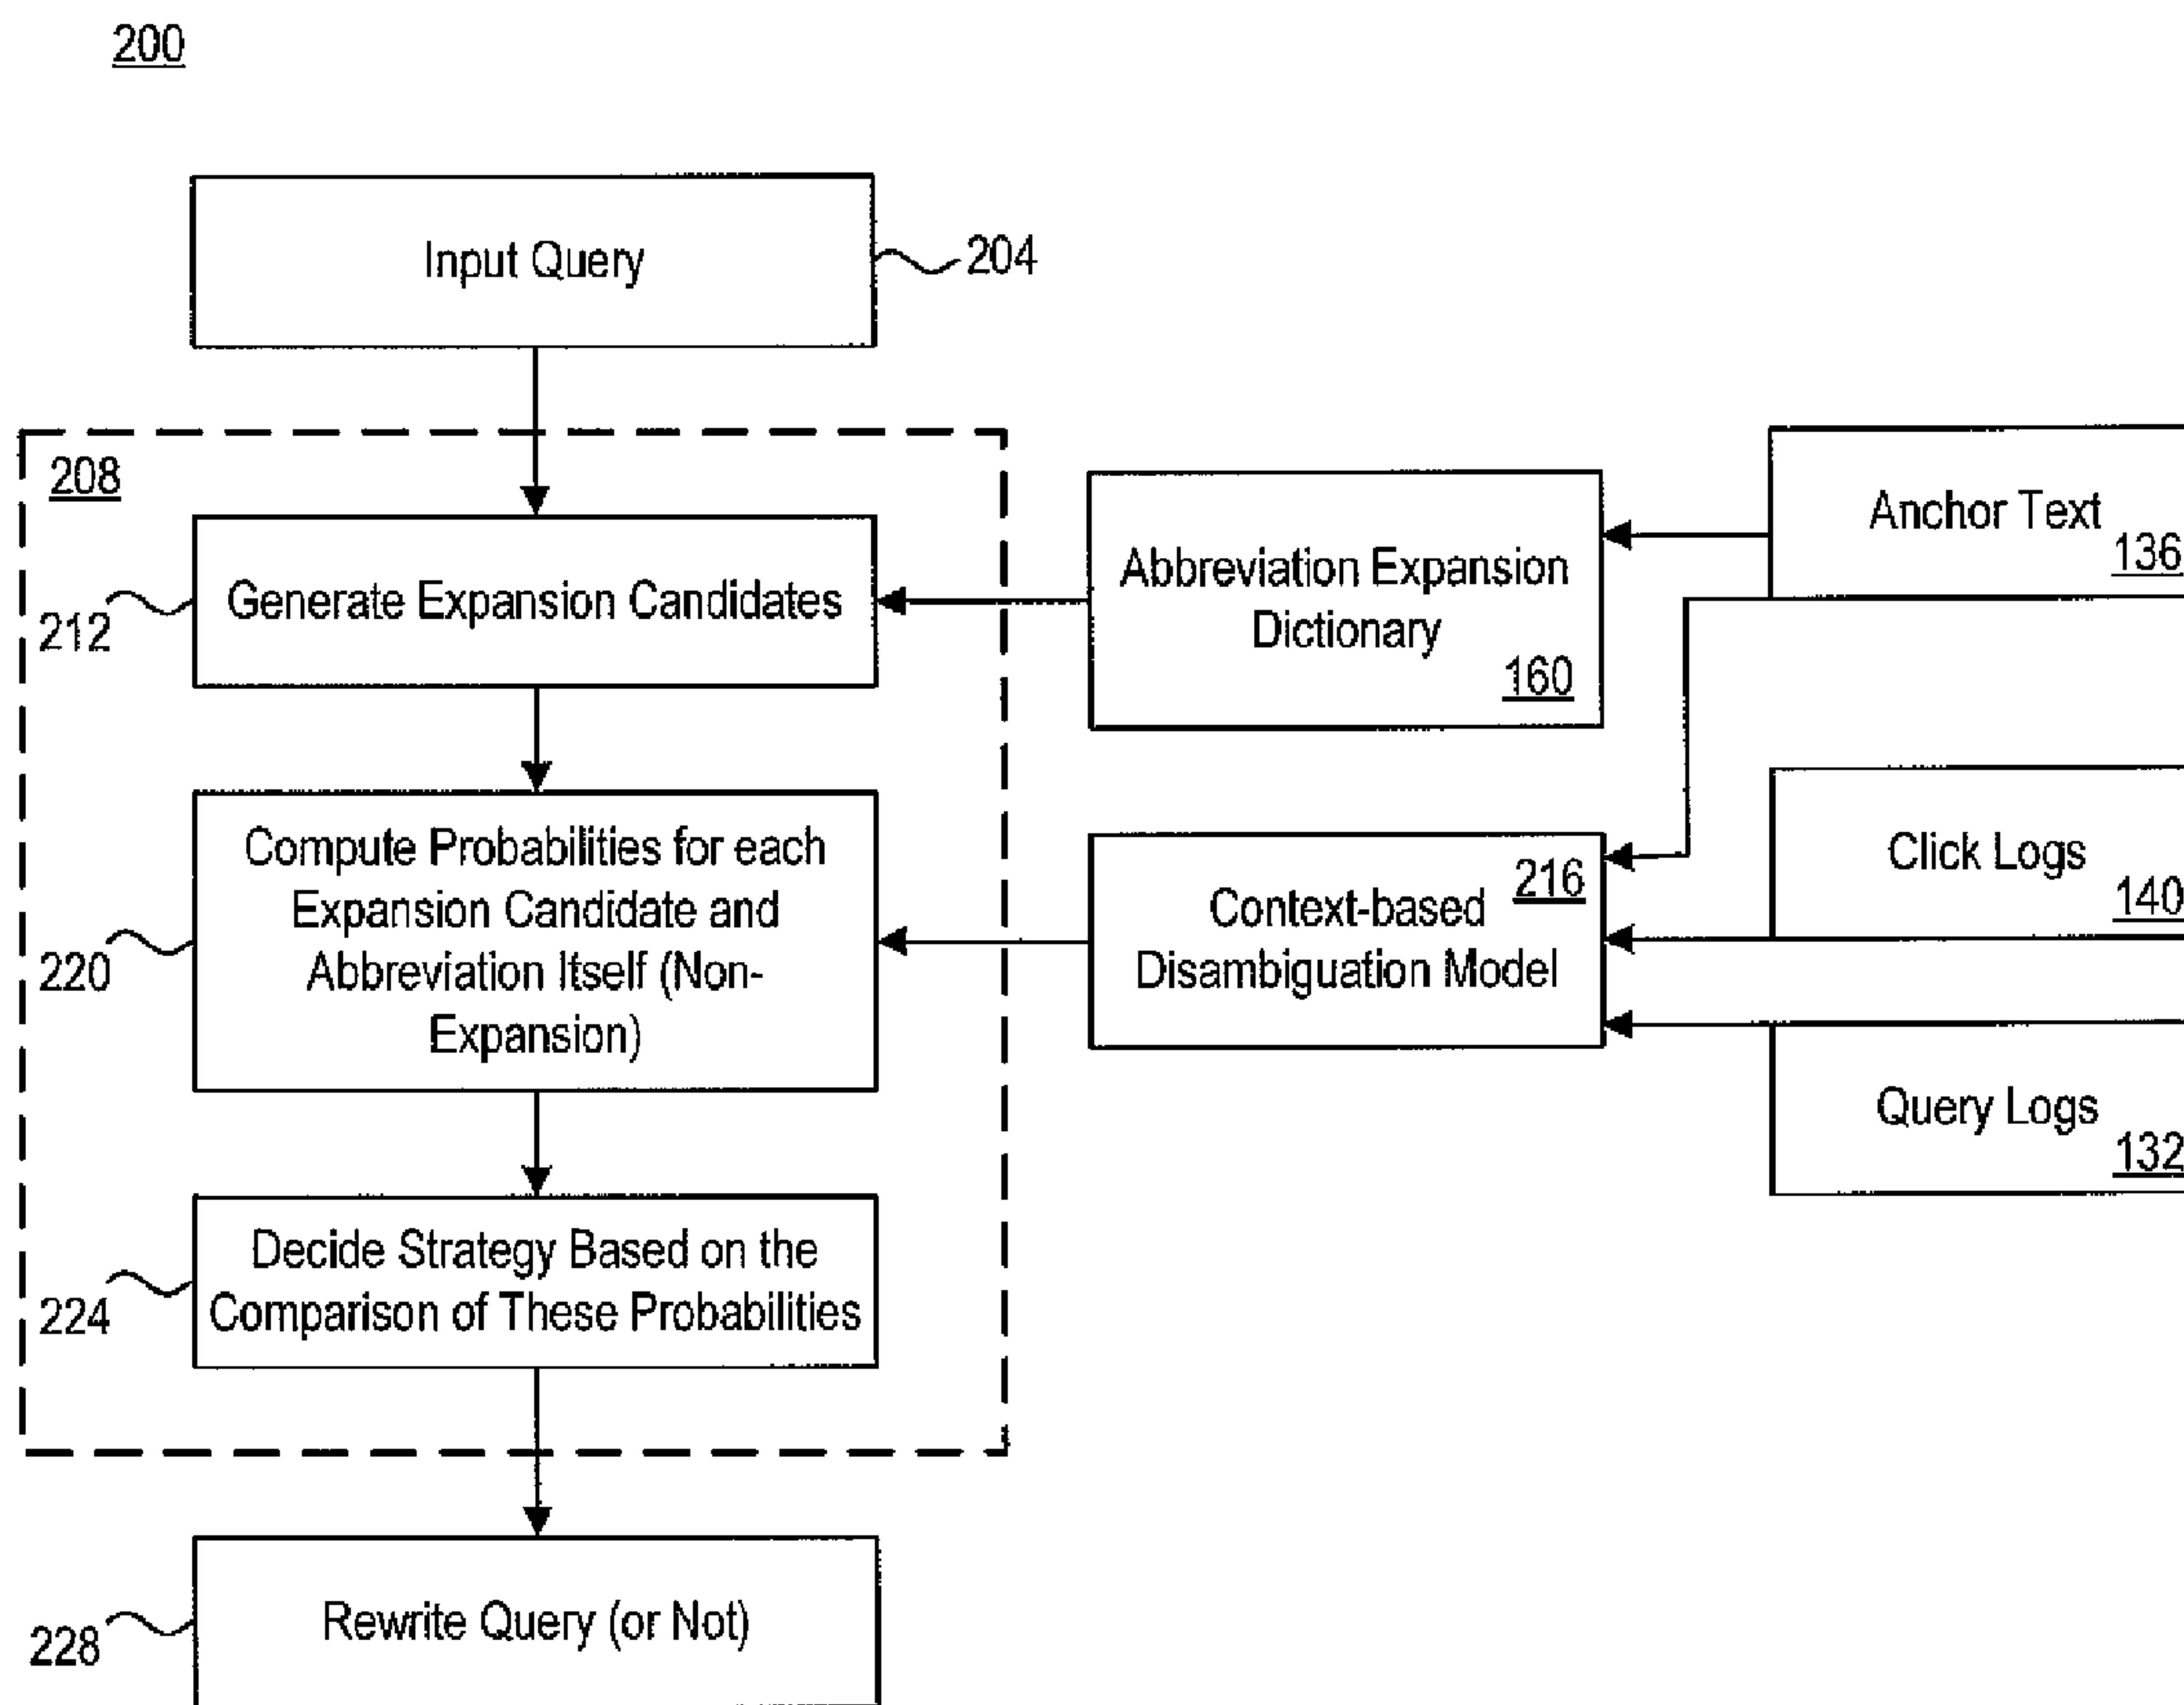 200
Input Query
204
208
Generate Expansion Candidates
212
Abbreviation Expansion
Dictionary
160
Anchor Text
136
Compute Probabilities for each
Expansion Candidate and
Abbreviation Itself (Non-
Expansion)
220
216
Context-based
Disambiguation Model
Click Logs
140
Query Logs
132
Decide Strategy Based on the
Comparison of These Probabilities
224
Rewrite Query (or Not)
228